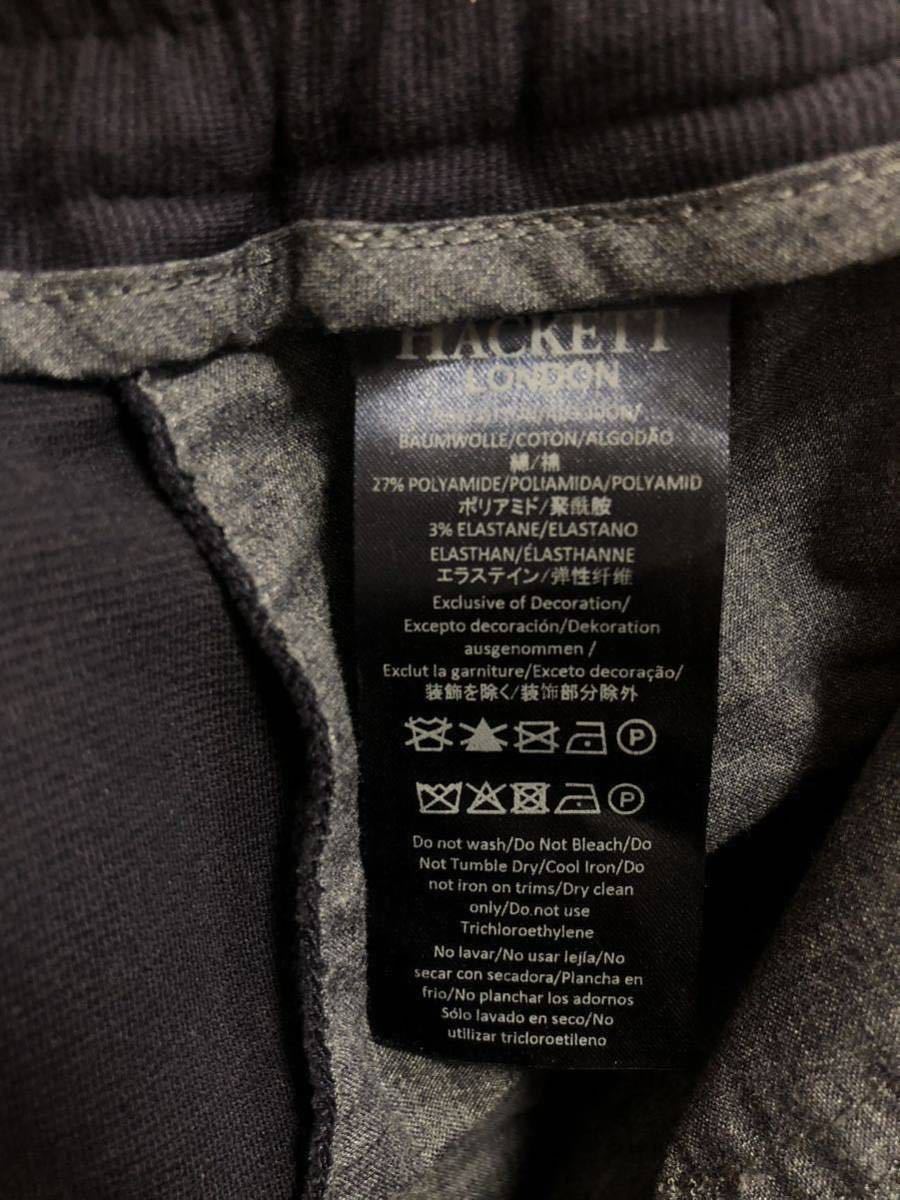 HACKETT
LONDON
BAUMWOLLE/COTON/ALGODÃO
綿/棉
27% POLYAMIDE/POLIAMIDA/POLYAMID
ポリアミド/聚酰胺
3% ELASTANE/ELASTANO
ELASTHAN/ÉLASTHANNE
エラステイン/弹性纤维
Exclusive of Decoration/
Excepto decoración/Dekoration
ausgenommen /
Exclut la garniture/Exceto decoração/
装飾を除く/装饰部分除外
P
P
Do not wash/Do Not Bleach/Do
Not Tumble Dry/Cool Iron/Do
not iron on trims/Dry clean
only/Do not use
Trichloroethylene
No lavar/No usar lejía/No
secar con secadora/Plancha en
frio/No planchar los adornos
Sólo lavado en seco/No
utilizar tricloroetileno